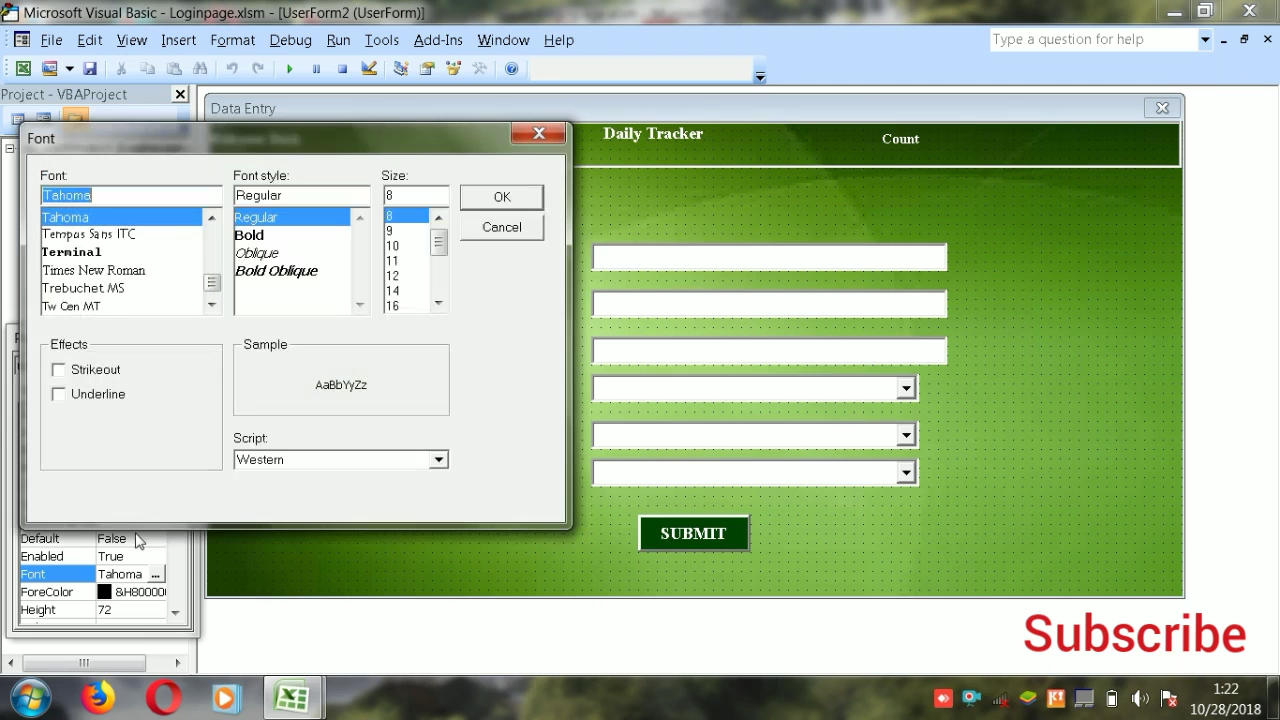 Microsoft Visual Basic - Loginpage.xlsm - [UserForm2 (UserForm)]
File Edit View Insert Format Debug Run Tools Add-Ins Window Help
Type a question for help
Project - VBAProject
Data Entry
Font
Daily Tracker
Count
Font: Font style: Size:
Tahoma Regular 8 OK
Tahoma Regular 8
Tempus Sans ITC Bold 9 Cancel
Terminal Oblique 10
Times New Roman Bold Oblique 11
Trebuchet MS 12
Tw Cen MT 14
16
Effects Sample
Strikeout
Underline
AaBbYyZz
Script:
Western
SUBMIT
Default False
Enabled True
Font Tahoma ...
ForeColor &H80000
Height 72
Subscribe
1:22
10/28/2018